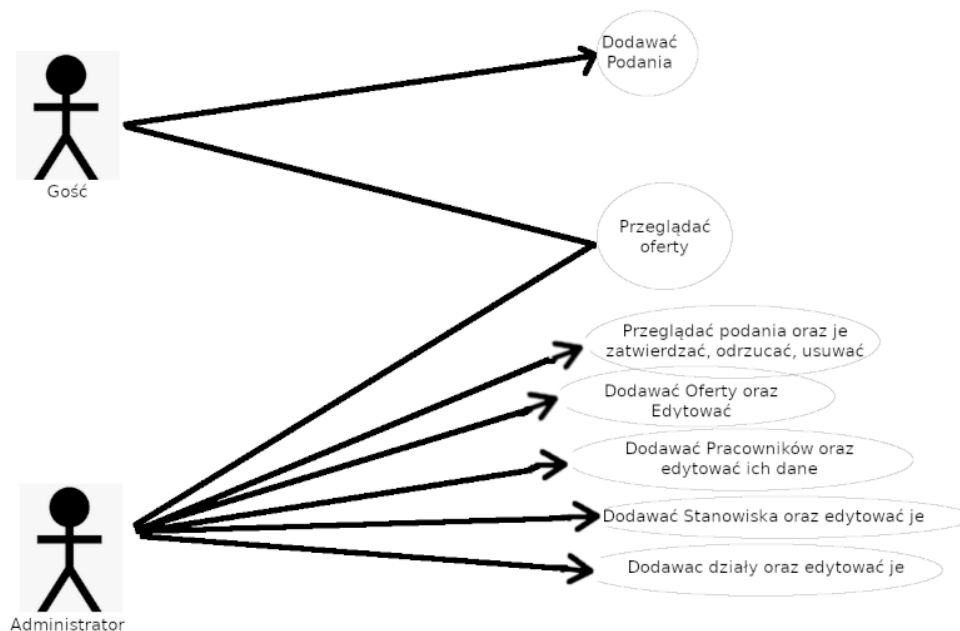 Dodawać
Podania
Gość
Przeglądać
oferty
Przeglądać podania oraz je
zatwierdzać, odrzucać, usuwać
Dodawać Oferty oraz
Edytować
Dodawać Pracowników oraz
edytować ich dane
Dodawać Stanowiska oraz edytować je
Dodawac działy oraz edytować je
Administrator